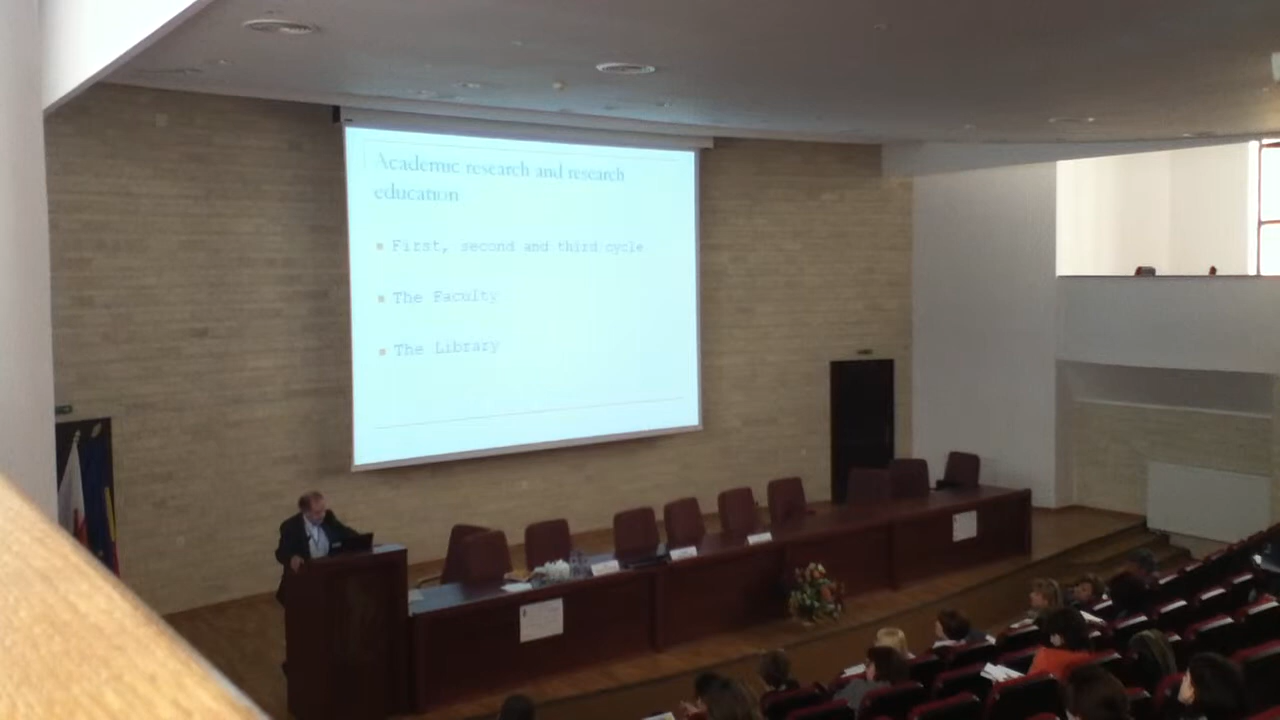 Academic research and research
education
First, second and third cycle
The Faculty
The Library